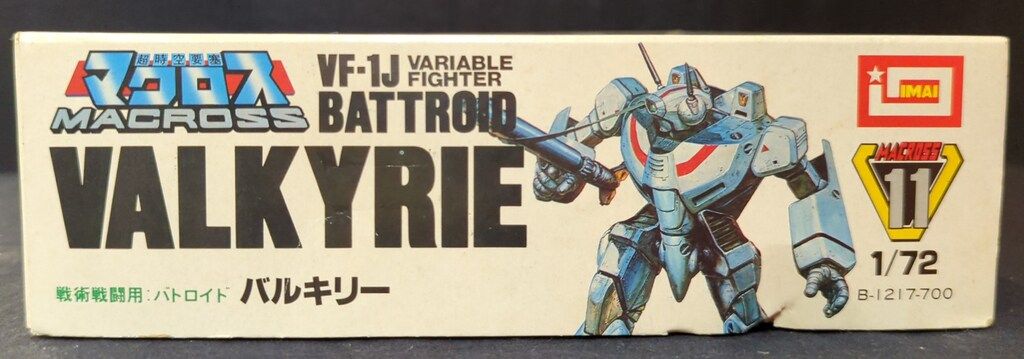 超時空要塞
マクロス
MACROSS
VF-1J VARIABLE FIGHTER
BATTROID
VALKYRIE
戦術戦闘用:バトロイド バルキリー
IMAI
MACROSS
11
1/72
B-1217-700